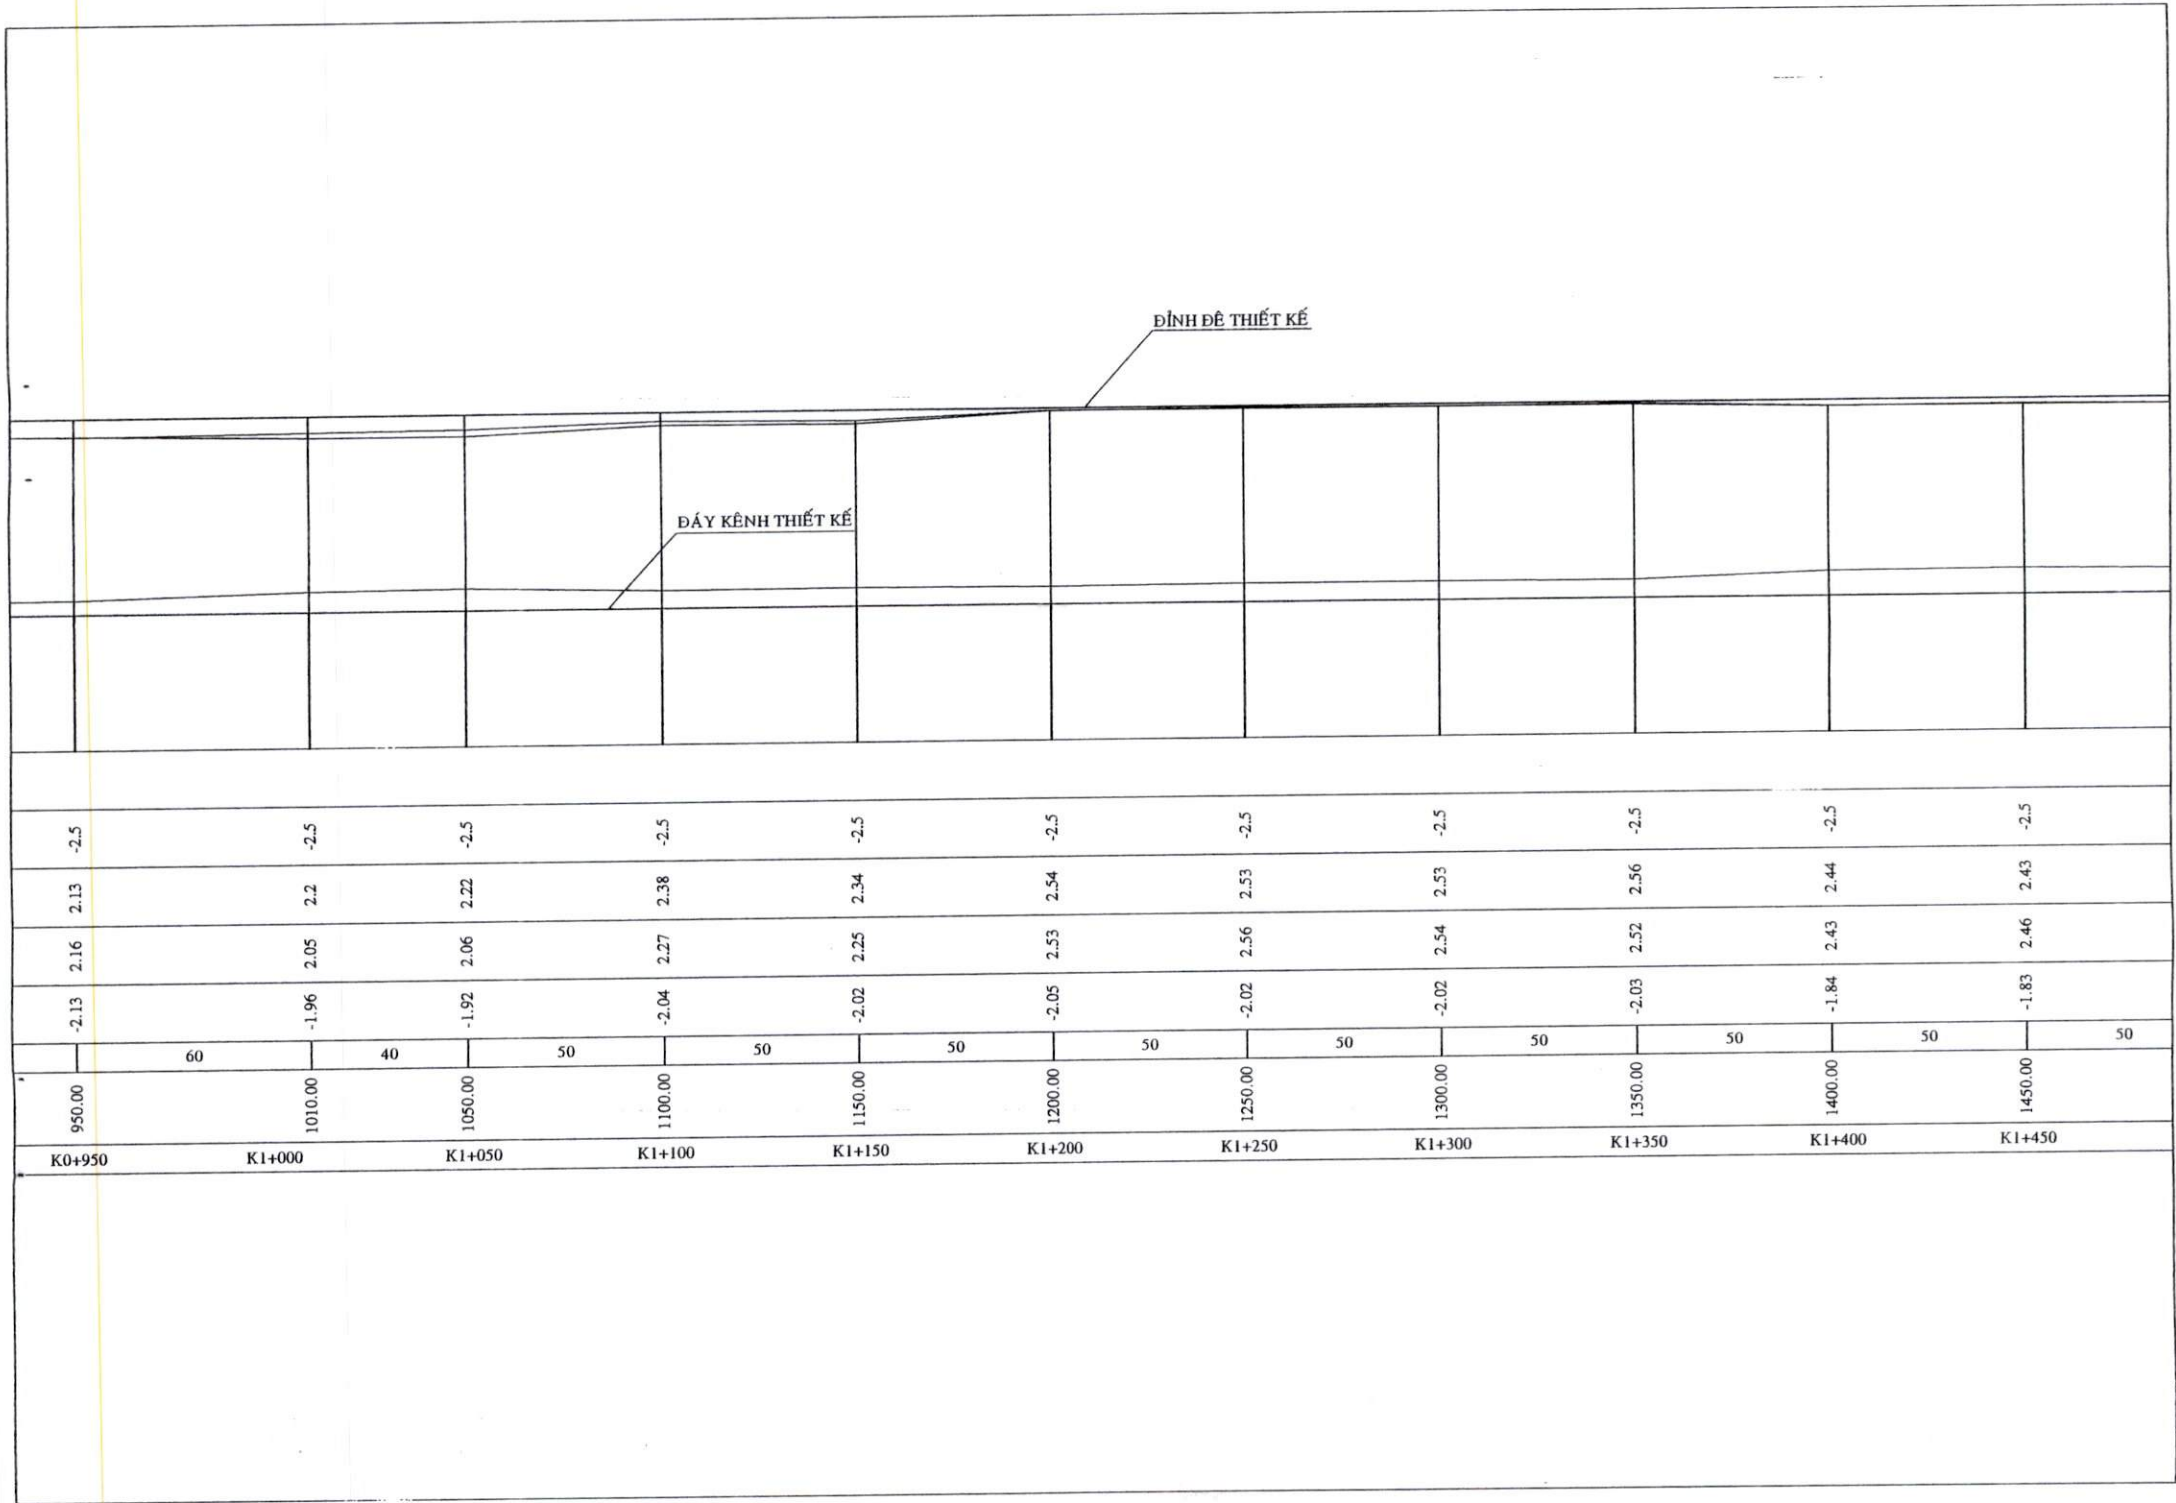 ĐỈNH ĐÊ THIẾT KẾ
ĐÁY KÊNH THIẾT KẾ
-2.5 -2.5 -2.5 -2.5 -2.5 -2.5 -2.5 -2.5 -2.5 -2.5 -2.5
2.13 2.2 2.22 2.38 2.34 2.54 2.53 2.53 2.56 2.44 2.43
2.16 2.05 2.06 2.27 2.25 2.53 2.56 2.54 2.52 2.43 2.46
-2.13 -1.96 -1.92 -2.04 -2.02 -2.05 -2.02 -2.02 -2.03 -1.84 -1.83
60 40 50 50 50 50 50 50 50 50 50
950.00 1010.00 1050.00 1100.00 1150.00 1200.00 1250.00 1300.00 1350.00 1400.00 1450.00
K0+950 K1+000 K1+050 K1+100 K1+150 K1+200 K1+250 K1+300 K1+350 K1+400 K1+450